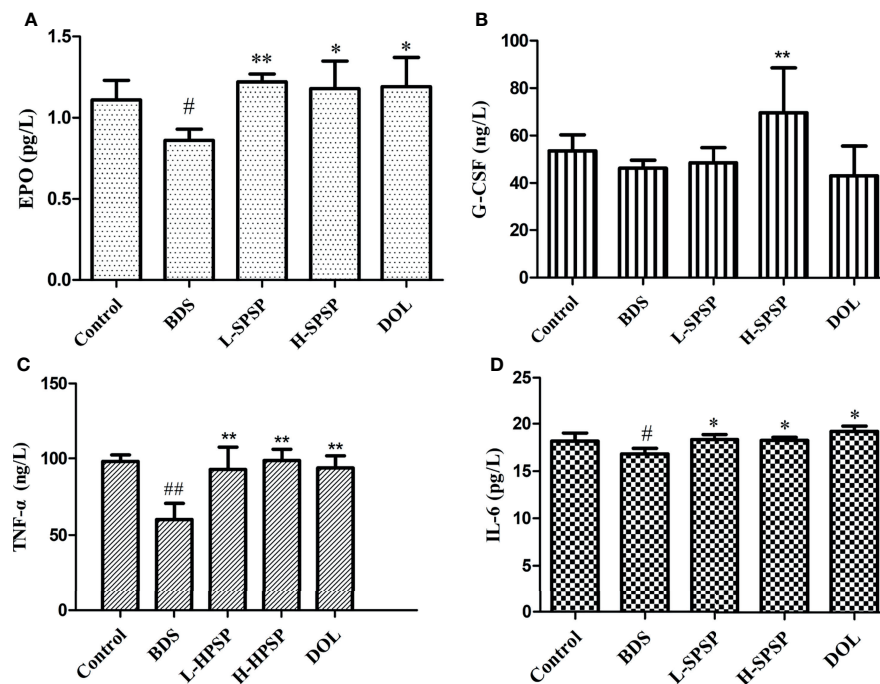 A
EPO (pg/L)
1.5
1.0
0.5
0.0
#
**
*
*
Control
BDS
L-SPSP
H-SPSP
DOL
B
G-CSF (ng/L)
100
80
60
40
20
0
**
Control
BDS
L-SPSP
H-SPSP
DOL
C
TNF-α (ng/L)
150
100
50
0
##
**
**
**
Control
BDS
L-HPSP
H-HPSP
DOL
D
IL-6 (pg/L)
25
20
15
10
5
0
#
*
*
*
Control
BDS
L-SPSP
H-SPSP
DOL